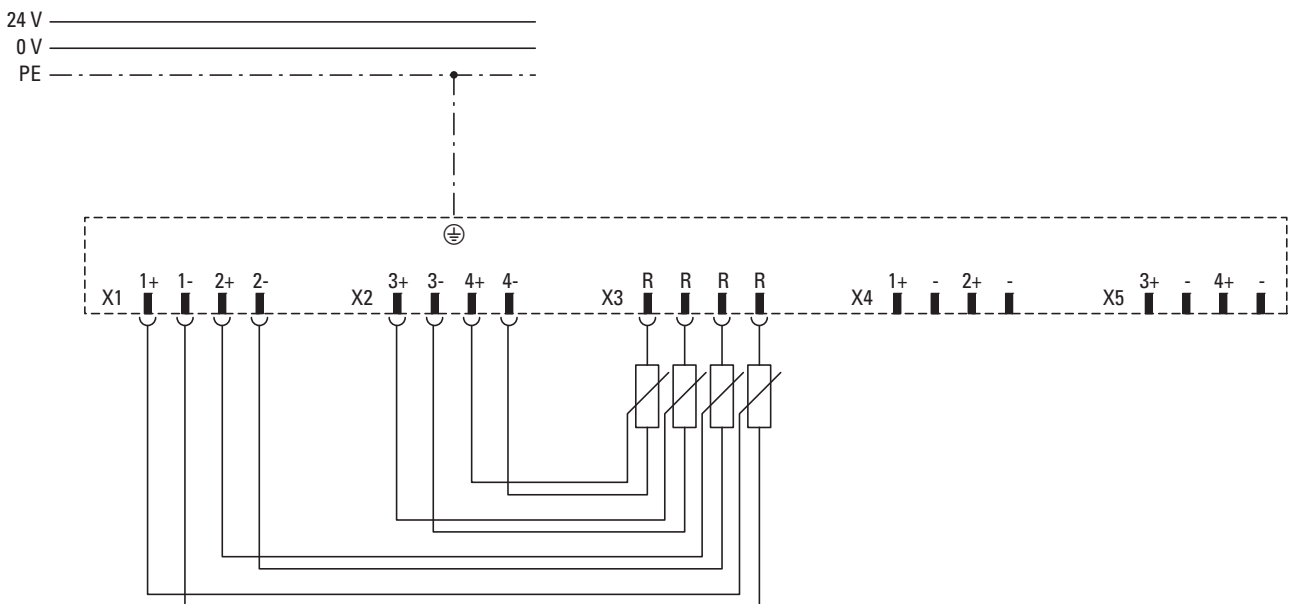 24 V
0 V
PE
X1 1+ 1- 2+ 2-
X2 3+ 3- 4+ 4-
X3 R R R R
X4 1+ - 2+ -
X5 3+ - 4+ -